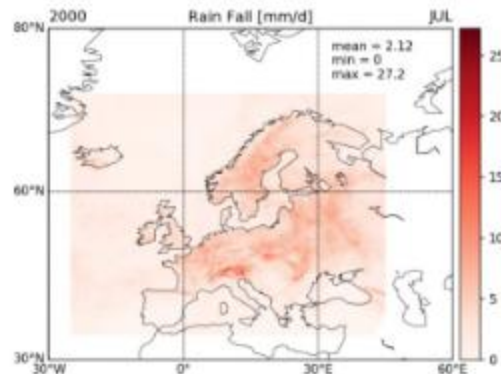 2000 Rain Fall [mm/d] JUL
80°N
mean = 2.12
min = 0
max = 27.2
25
20
15
60°N
10
5
30°N
0
30°W 0° 30°E 60°E